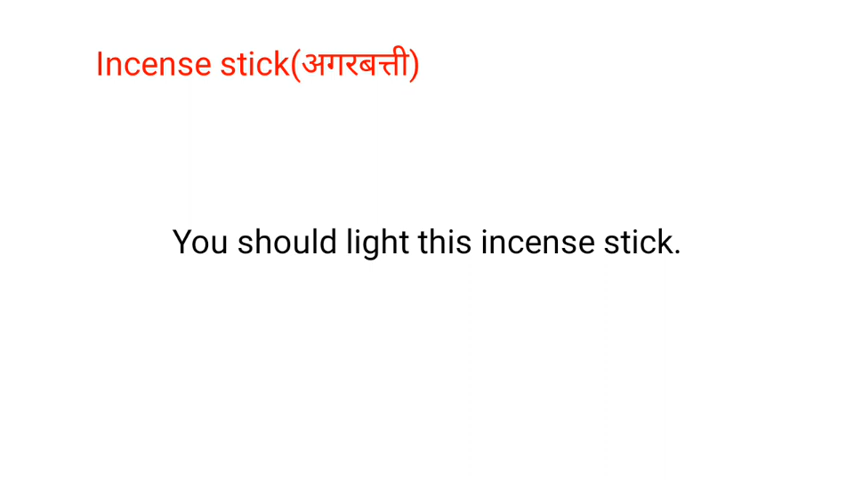 Incense stick(अगरबत्ती)
You should light this incense stick.